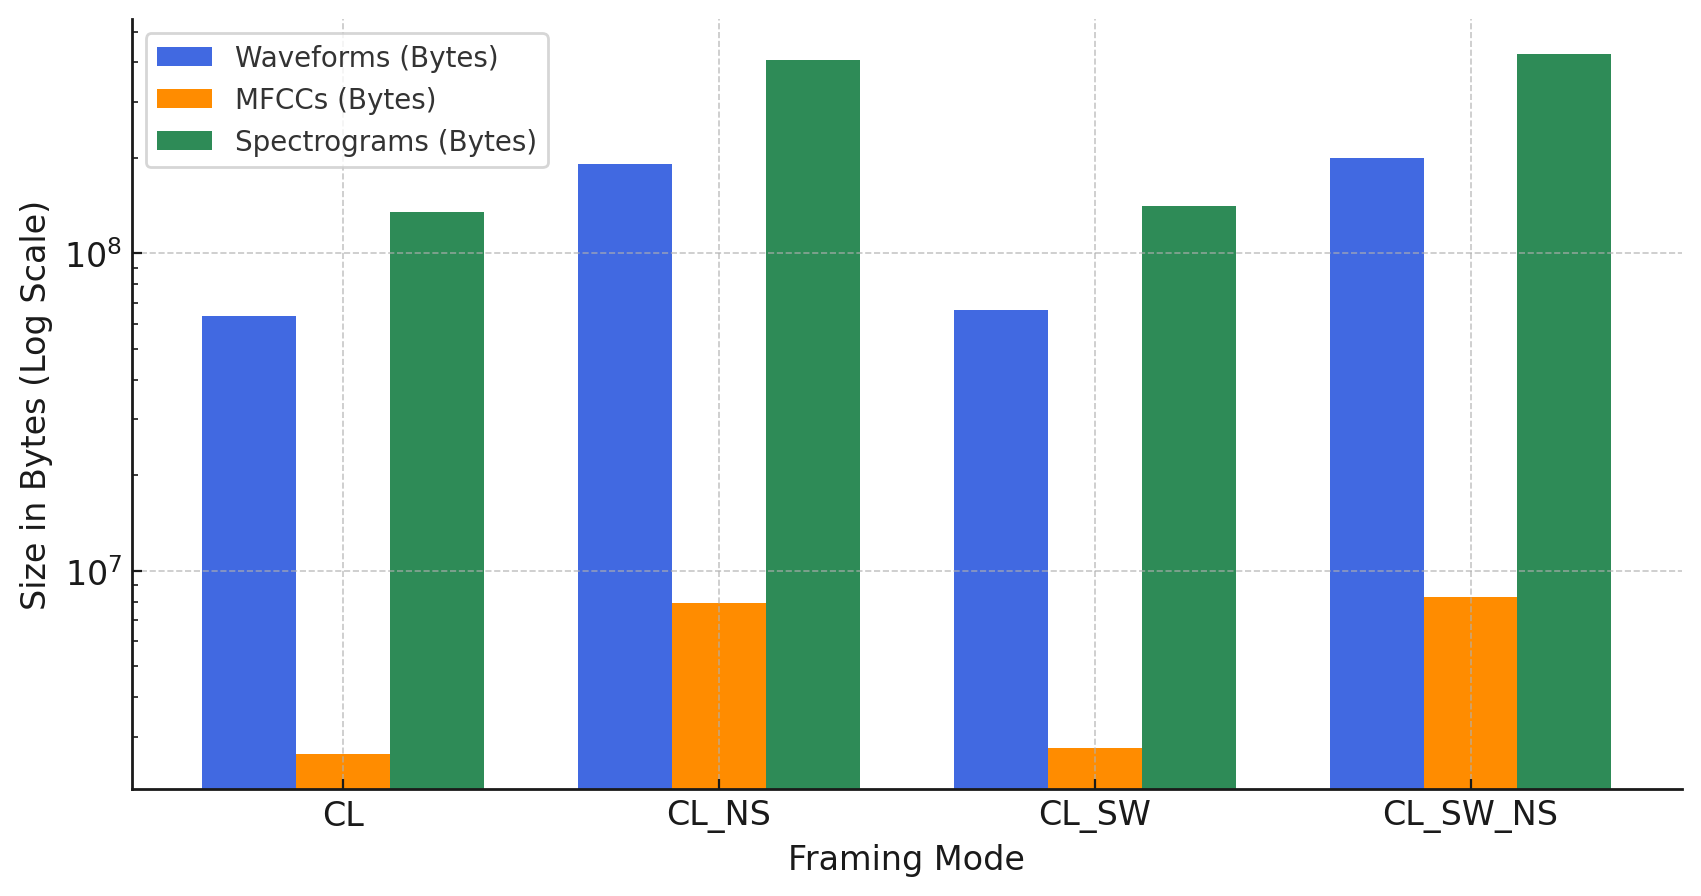 Waveforms (Bytes)
MFCCs (Bytes)
Spectrograms (Bytes)
Size in Bytes (Log Scale)
10⁸
10⁷
CL
CL_NS
CL_SW
CL_SW_NS
Framing Mode